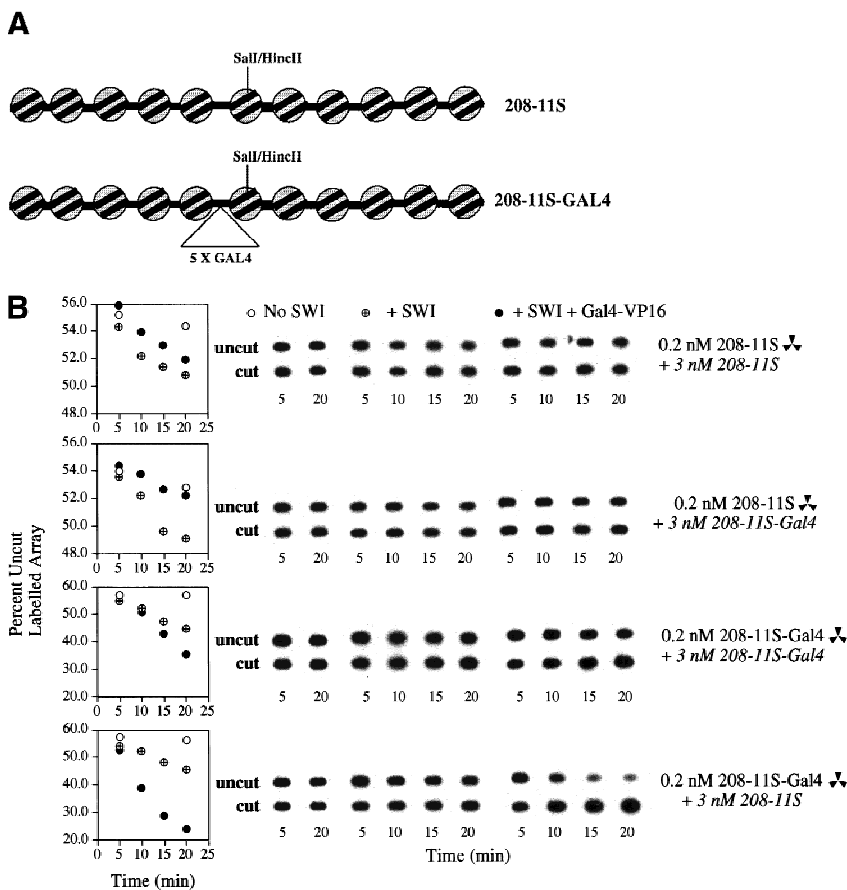 A
SalI/HincII
208-11S
SalI/HincII
208-11S-GAL4
5 X GAL4
B
No SWI + SWI + SWI + Gal4-VP16
Percent Uncut
Labelled Array
56.0
54.0
52.0
50.0
48.0
0 5 10 15 20 25
uncut
cut
5 20 5 10 15 20 5 10 15 20
0.2 nM 208-11S
+ 3 nM 208-11S
56.0
54.0
52.0
50.0
48.0
0 5 10 15 20 25
uncut
cut
5 20 5 10 15 20 5 10 15 20
0.2 nM 208-11S
+ 3 nM 208-11S-Gal4
60.0
50.0
40.0
30.0
20.0
0 5 10 15 20 25
uncut
cut
5 20 5 10 15 20 5 10 15 20
0.2 nM 208-11S-Gal4
+ 3 nM 208-11S-Gal4
60.0
50.0
40.0
30.0
20.0
0 5 10 15 20 25
uncut
cut
5 20 5 10 15 20 5 10 15 20
0.2 nM 208-11S-Gal4
+ 3 nM 208-11S
Time (min)
Time (min)